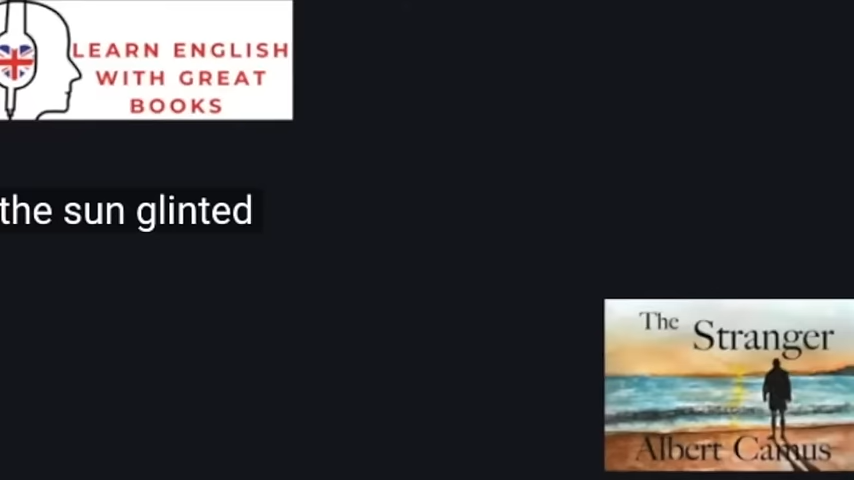 LEARN ENGLISH
WITH GREAT
BOOKS
the sun glinted
The Stranger
Albert Camus